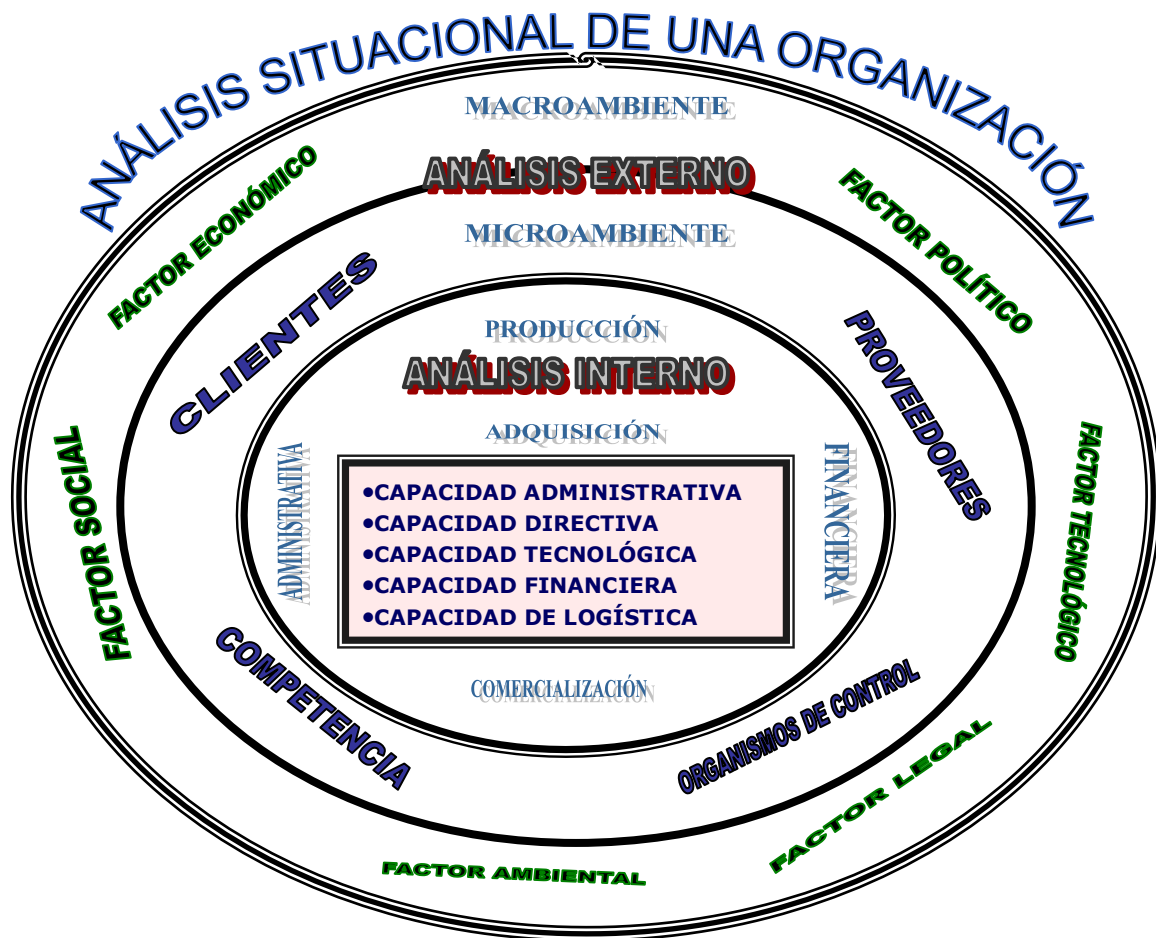 ANÁLISIS SITUACIONAL DE UNA ORGANIZACIÓN
MACROAMBIENTE
ANÁLISIS EXTERNO
FACTOR ECONÓMICO
FACTOR POLÍTICO
MICROAMBIENTE
CLIENTES
PROVEEDORES
PRODUCCIÓN
ANÁLISIS INTERNO
ADQUISICIÓN
FACTOR SOCIAL
ADMINISTRATIVA
FINANCIERA
FACTOR TECNOLÓGICO
•CAPACIDAD ADMINISTRATIVA
•CAPACIDAD DIRECTIVA
•CAPACIDAD TECNOLÓGICA
•CAPACIDAD FINANCIERA
•CAPACIDAD DE LOGÍSTICA
COMPETENCIA
COMERCIALIZACIÓN
ORGANISMOS DE CONTROL
FACTOR LEGAL
FACTOR AMBIENTAL